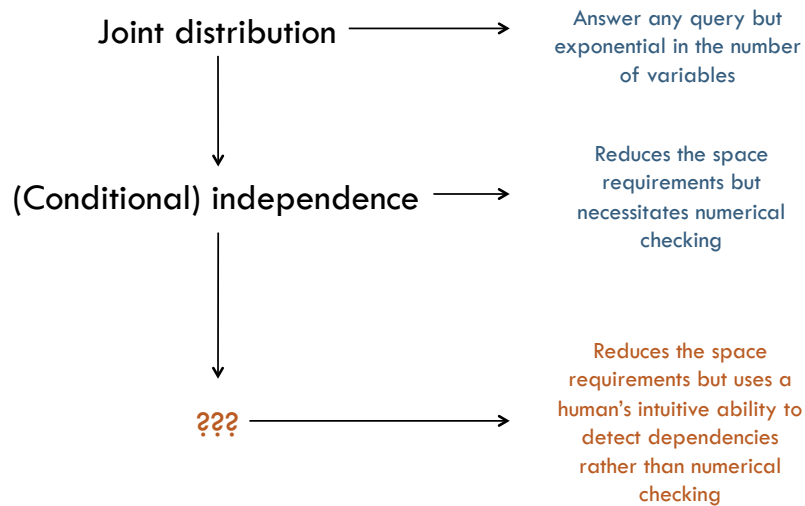 Joint distribution
Answer any query but
exponential in the number
of variables
(Conditional) independence
Reduces the space
requirements but
necessitates numerical
checking
???
Reduces the space
requirements but uses a
human's intuitive ability to
detect dependencies
rather than numerical
checking